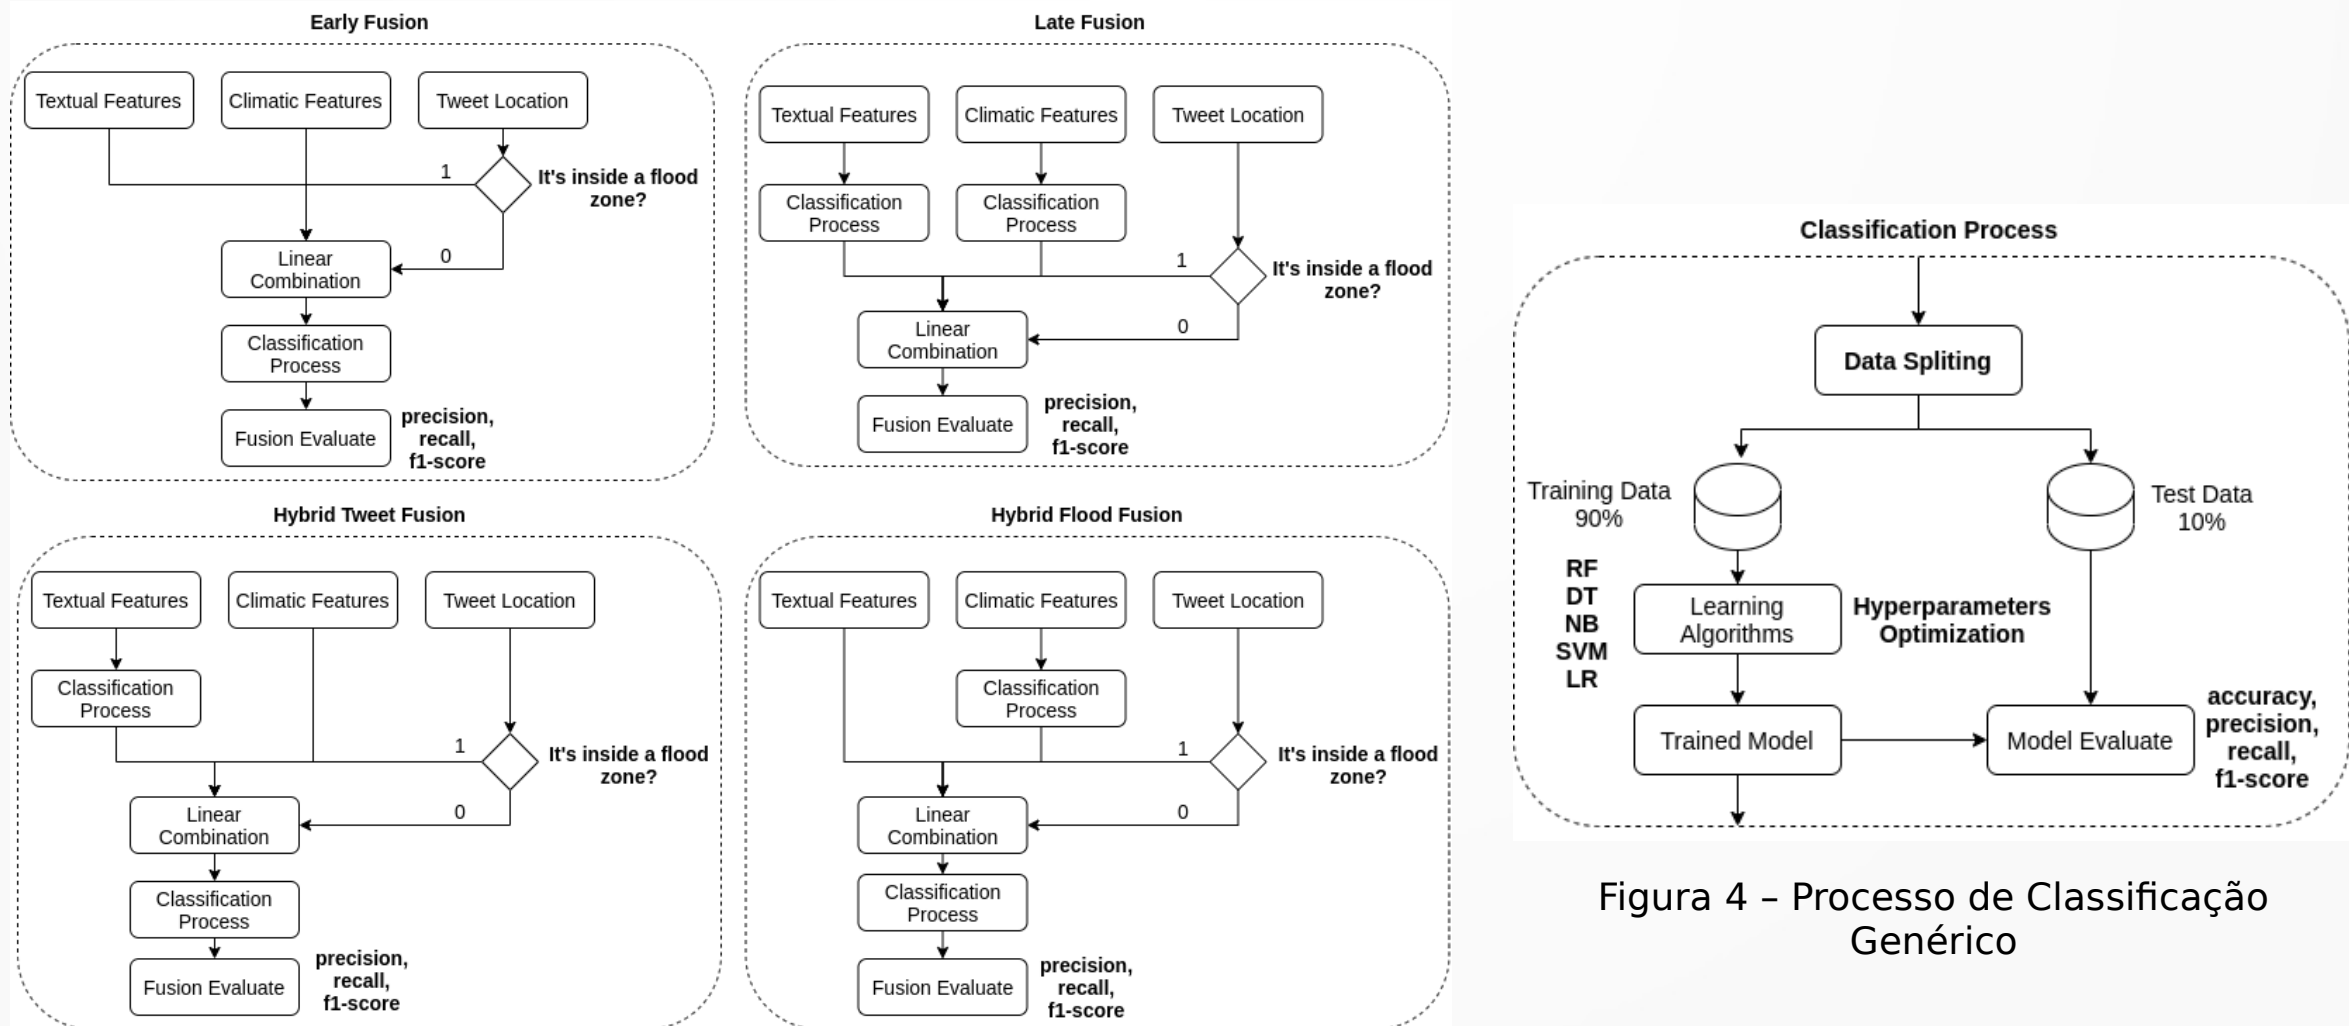 Early Fusion
Textual Features
Climatic Features
Tweet Location
1
It's inside a flood
zone?
0
Linear
Combination
Classification
Process
Fusion Evaluate
precision,
recall,
f1-score
Late Fusion
Textual Features
Climatic Features
Tweet Location
Classification
Process
Classification
Process
1
It's inside a flood
zone?
0
Linear
Combination
Fusion Evaluate
precision,
recall,
f1-score
Hybrid Tweet Fusion
Textual Features
Climatic Features
Tweet Location
Classification
Process
1
It's inside a flood
zone?
0
Linear
Combination
Classification
Process
Fusion Evaluate
precision,
recall,
f1-score
Hybrid Flood Fusion
Textual Features
Climatic Features
Tweet Location
Classification
Process
1
It's inside a flood
zone?
0
Linear
Combination
Classification
Process
Fusion Evaluate
precision,
recall,
f1-score
Classification Process
Data Spliting
Training Data
90%
Test Data
10%
RF
DT
NB
SVM
LR
Learning
Algorithms
Hyperparameters
Optimization
Trained Model
Model Evaluate
accuracy,
precision,
recall,
f1-score
Figura 4 – Processo de Classificação
Genérico